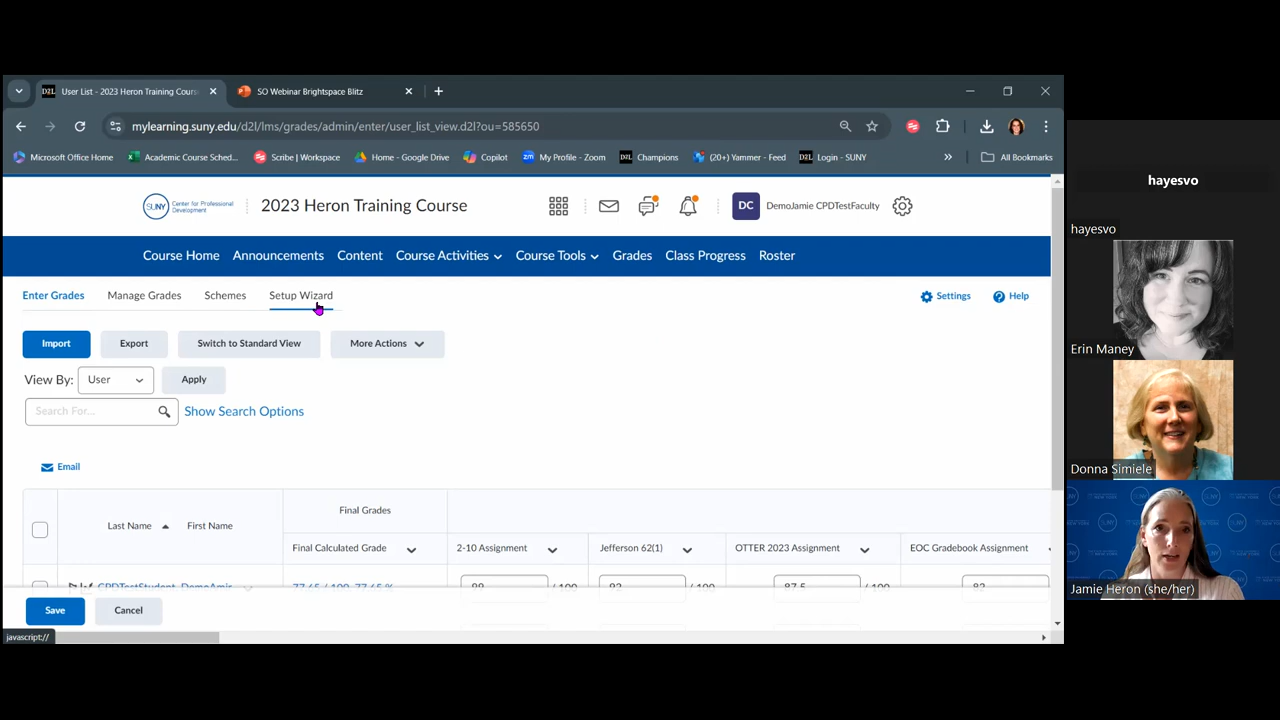 User List - 2023 Heron Training Cours
SO Webinar Brightspace Blitz
mylearning.suny.edu/d2l/lms/grades/admin/enter/user_list_view.d2l?ou=585650
Microsoft Office Home
Academic Course Sched...
Scribe | Workspace
Home - Google Drive
Copilot
My Profile - Zoom
D2L Champions
(20+) Yammer - Feed
D2L Login - SUNY
All Bookmarks
SUNY Center for Professional Development
2023 Heron Training Course
DC
DemoJamie CPDTestFaculty
Course Home
Announcements
Content
Course Activities
Course Tools
Grades
Class Progress
Roster
Enter Grades
Manage Grades
Schemes
Setup Wizard
Settings
Help
Import
Export
Switch to Standard View
More Actions
View By:
User
Apply
Search For...
Show Search Options
Email
Final Grades
Last Name
First Name
Final Calculated Grade
2-10 Assignment
Jefferson 62(1)
OTTER 2023 Assignment
EOC Gradebook Assignment
Save
Cancel
javascript://
hayesvo
hayesvo
Erin Maney
Donna Simiele
Jamie Heron (she/her)